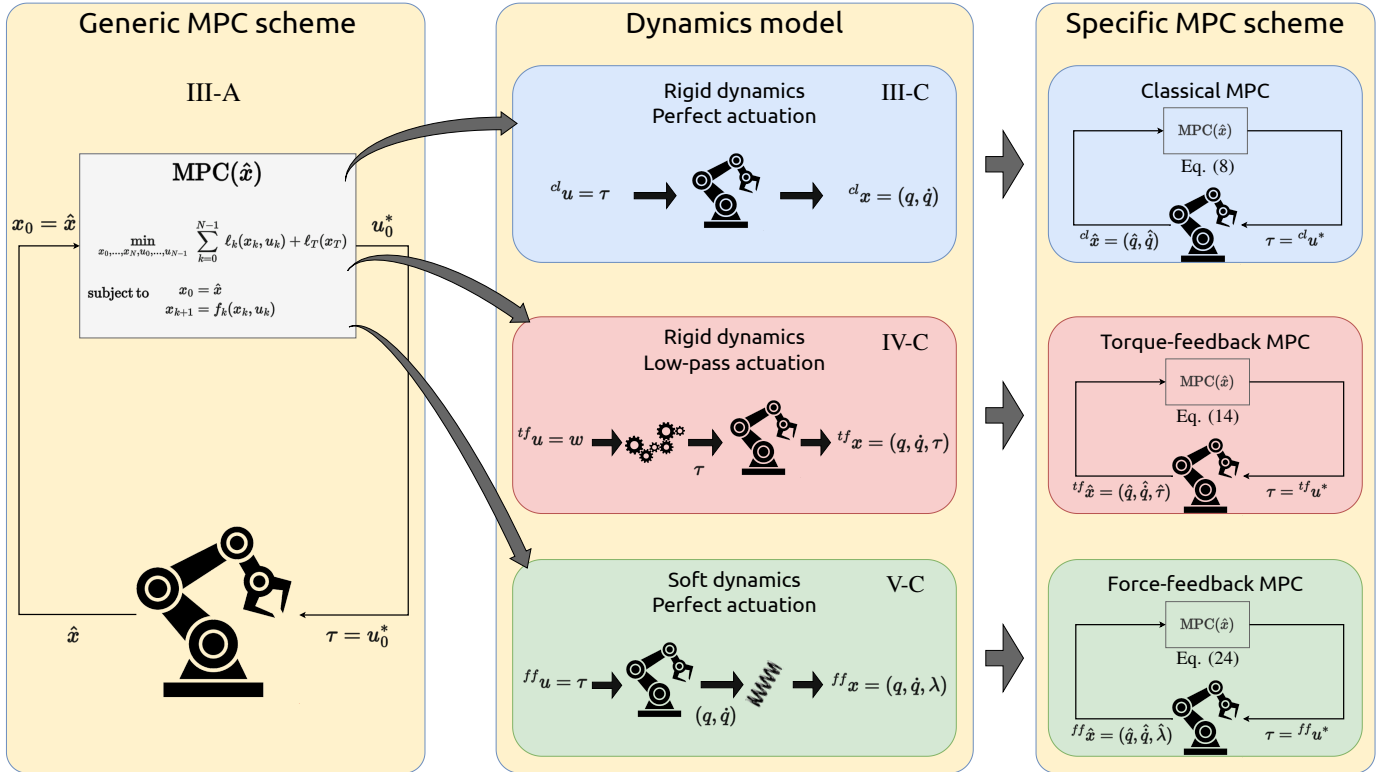 Generic MPC scheme
III-A
MPC(x̂)
x₀ = x̂
u₀*
min
x₀,...,x_N,u₀,...,u_{N−1}
∑_{k=0}^{N−1} ℓ_k(x_k, u_k) + ℓ_T(x_T)
subject to x₀ = x̂
x_{k+1} = f_k(x_k, u_k)
x̂
τ = u₀*
Dynamics model
Rigid dynamics III-C
Perfect actuation
^{cl}u = τ
^{cl}x = (q, q̇)
Rigid dynamics IV-C
Low-pass actuation
^{tf}u = w
τ
^{tf}x = (q, q̇, τ)
Soft dynamics V-C
Perfect actuation
^{ff}u = τ
(q, q̇)
^{ff}x = (q, q̇, λ)
Specific MPC scheme
Classical MPC
MPC(x̂)
Eq. (8)
^{cl}x̂ = (q̂, q̇̂)
τ = ^{cl}u*
Torque-feedback MPC
MPC(x̂)
Eq. (14)
^{tf}x̂ = (q̂, q̇̂, τ̂)
τ = ^{tf}u*
Force-feedback MPC
MPC(x̂)
Eq. (24)
^{ff}x̂ = (q̂, q̇̂, λ̂)
τ = ^{ff}u*